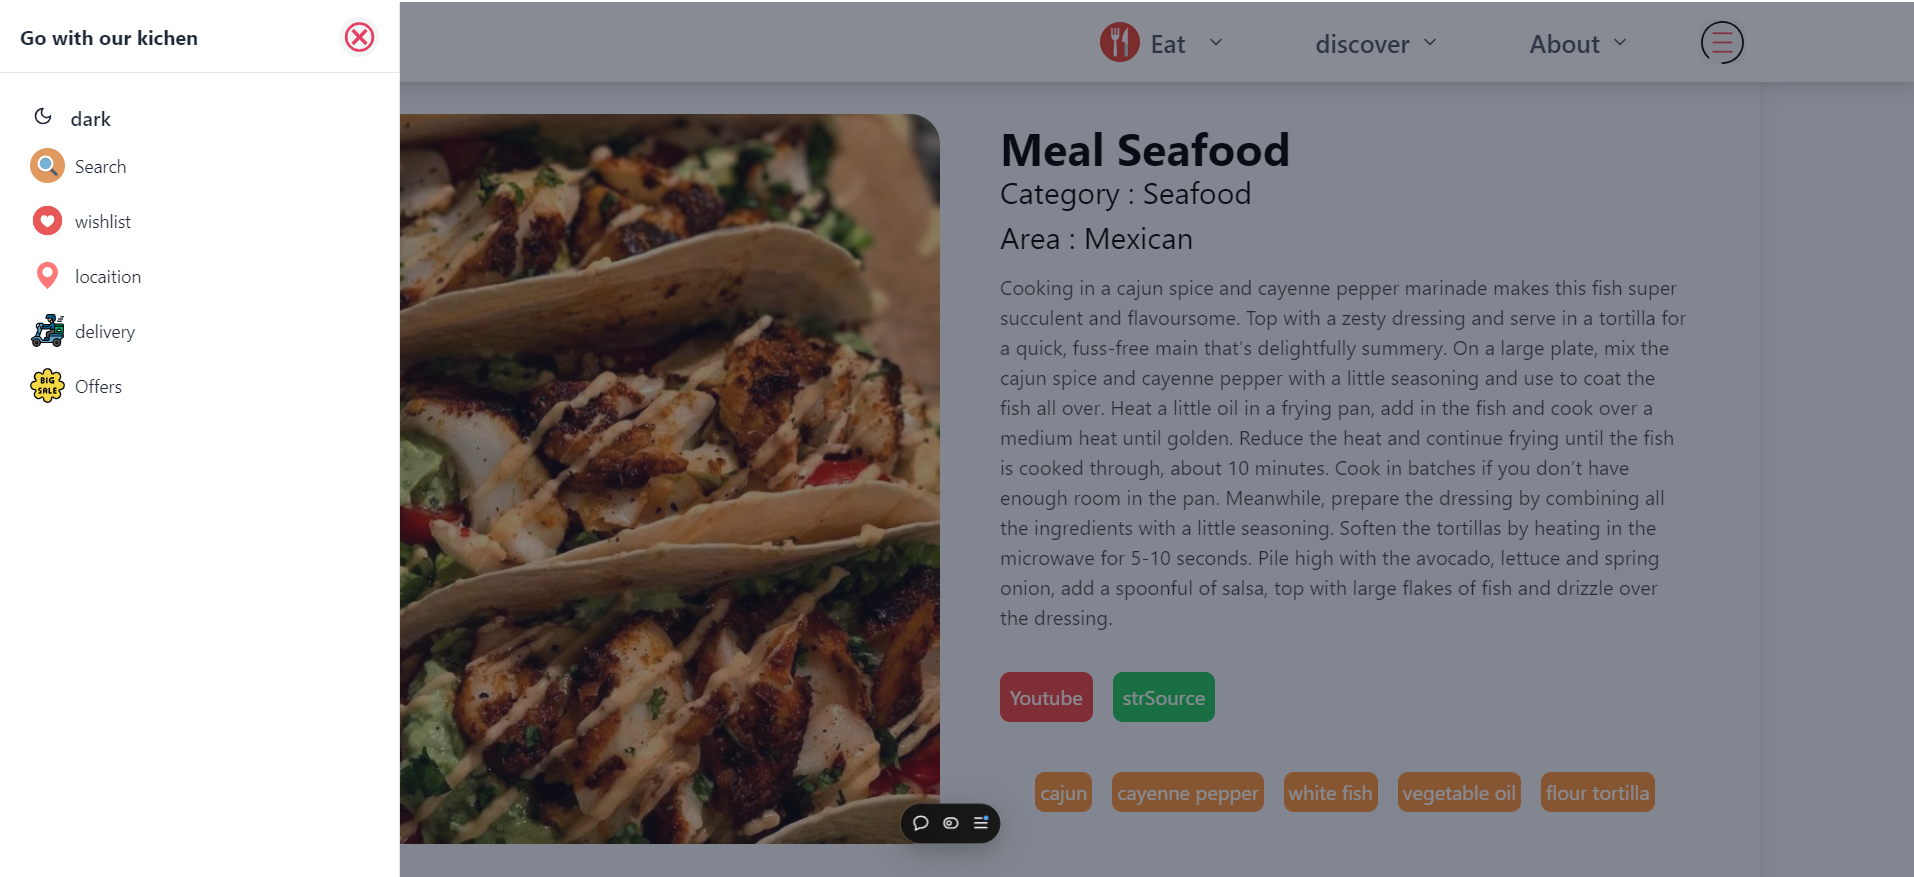 Go with our kichen
dark
Search
wishlist
locaition
delivery
BIG
SALE
Offers
Eat
discover
About
Meal Seafood
Category : Seafood
Area : Mexican
Cooking in a cajun spice and cayenne pepper marinade makes this fish super
succulent and flavoursome. Top with a zesty dressing and serve in a tortilla for
a quick, fuss-free main that's delightfully summery. On a large plate, mix the
cajun spice and cayenne pepper with a little seasoning and use to coat the
fish all over. Heat a little oil in a frying pan, add in the fish and cook over a
medium heat until golden. Reduce the heat and continue frying until the fish
is cooked through, about 10 minutes. Cook in batches if you don’t have
enough room in the pan. Meanwhile, prepare the dressing by combining all
the ingredients with a little seasoning. Soften the tortillas by heating in the
microwave for 5-10 seconds. Pile high with the avocado, lettuce and spring
onion, add a spoonful of salsa, top with large flakes of fish and drizzle over
the dressing.
Youtube
strSource
cajun
cayenne pepper
white fish
vegetable oil
flour tortilla